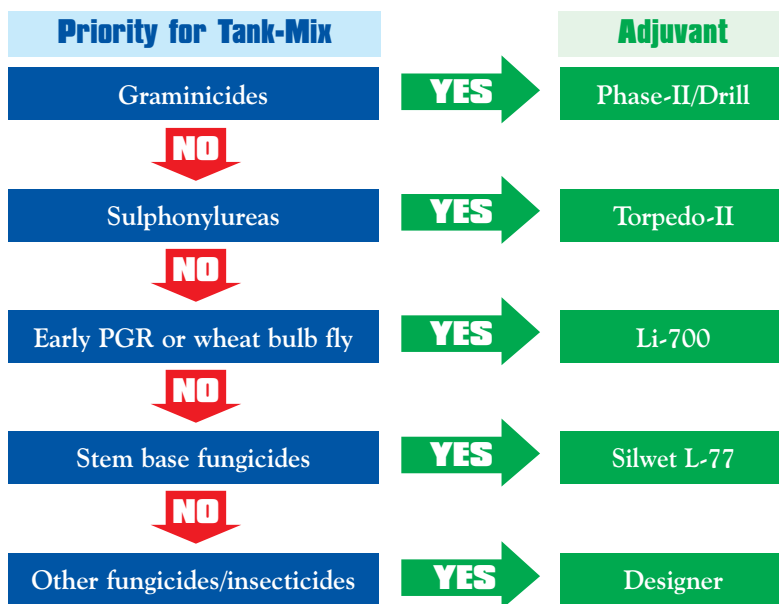 Priority for Tank-Mix
Adjuvant
Graminicides
YES
Phase-II/Drill
NO
Sulphonylureas
YES
Torpedo-II
NO
Early PGR or wheat bulb fly
YES
Li-700
NO
Stem base fungicides
YES
Silwet L-77
NO
Other fungicides/insecticides
YES
Designer